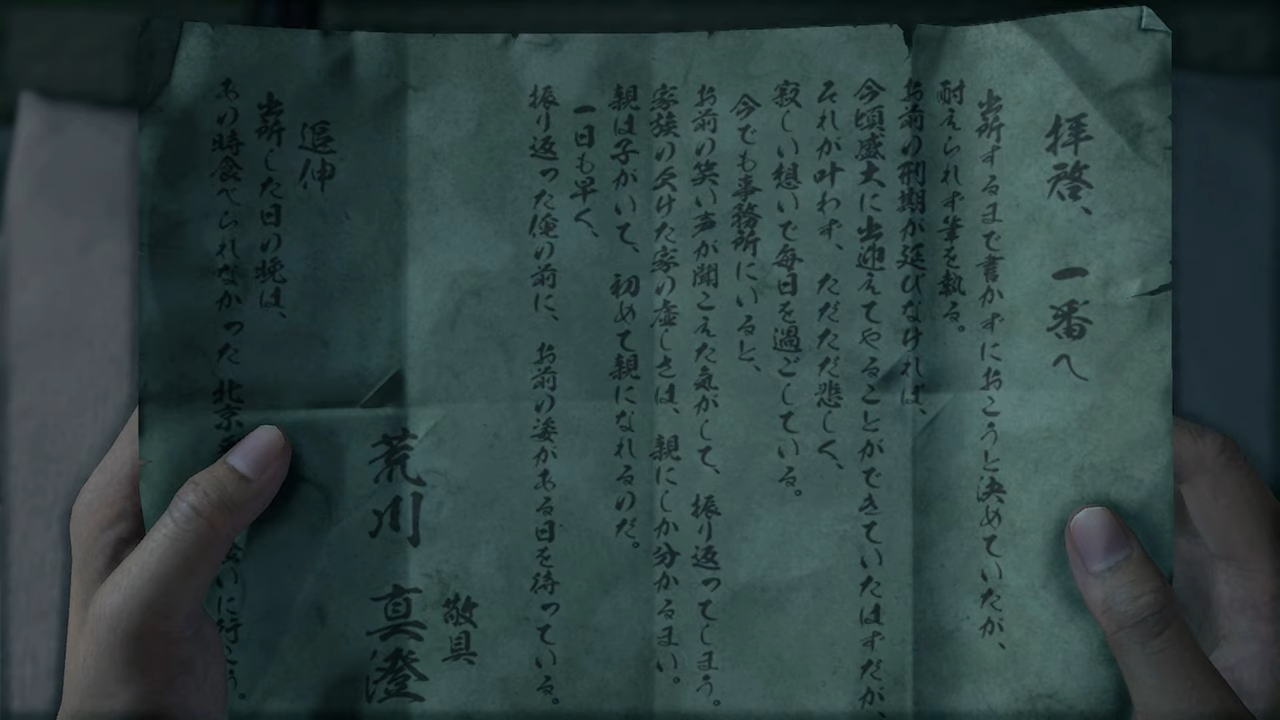 拝啓、一番へ
出所するまで書かずにおこうと決めていたが、
耐えられず筆を執る。
お前の刑期が延びなければ、
今頃盛大に出迎えてやることができていたはずだが、
それが叶わず、ただただ悲しく、
寂しい想いで毎日を過ごしている。
今でも事務所にいると、
お前の笑い声が聞こえた気がして、振り返ってしまう。
家族の欠けた家の虚しさは、親にしか分かるまい。
親は子がいて、初めて親になれるのだ。
一日も早く、
振り返った俺の前に、お前の姿がある日を待っている。
敬具
荒川 真澄
追伸
出所した日の晩は、
あの時食べられなかった北京 いに行こう。